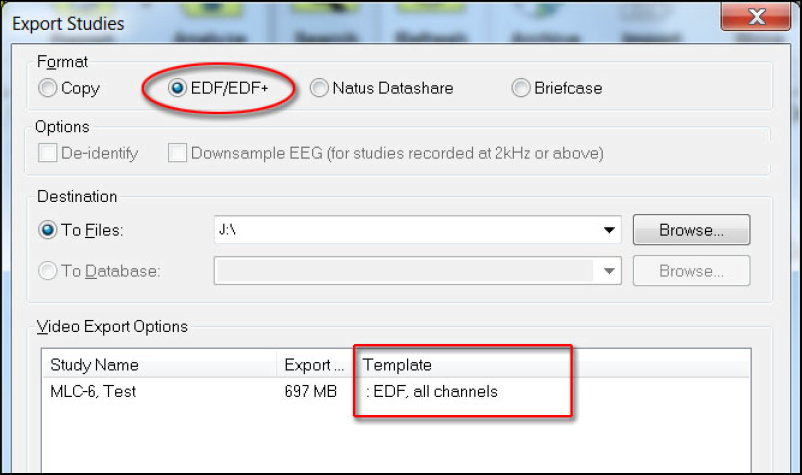 Export Studies
Format
Copy EDF/EDF+ Natus Datashare Briefcase
Options
De-identify Downsample EEG (for studies recorded at 2kHz or above)
Destination
To Files: J:\ Browse...
To Database: Browse...
Video Export Options
Study Name Export ... Template
MLC-6, Test 697 MB : EDF, all channels